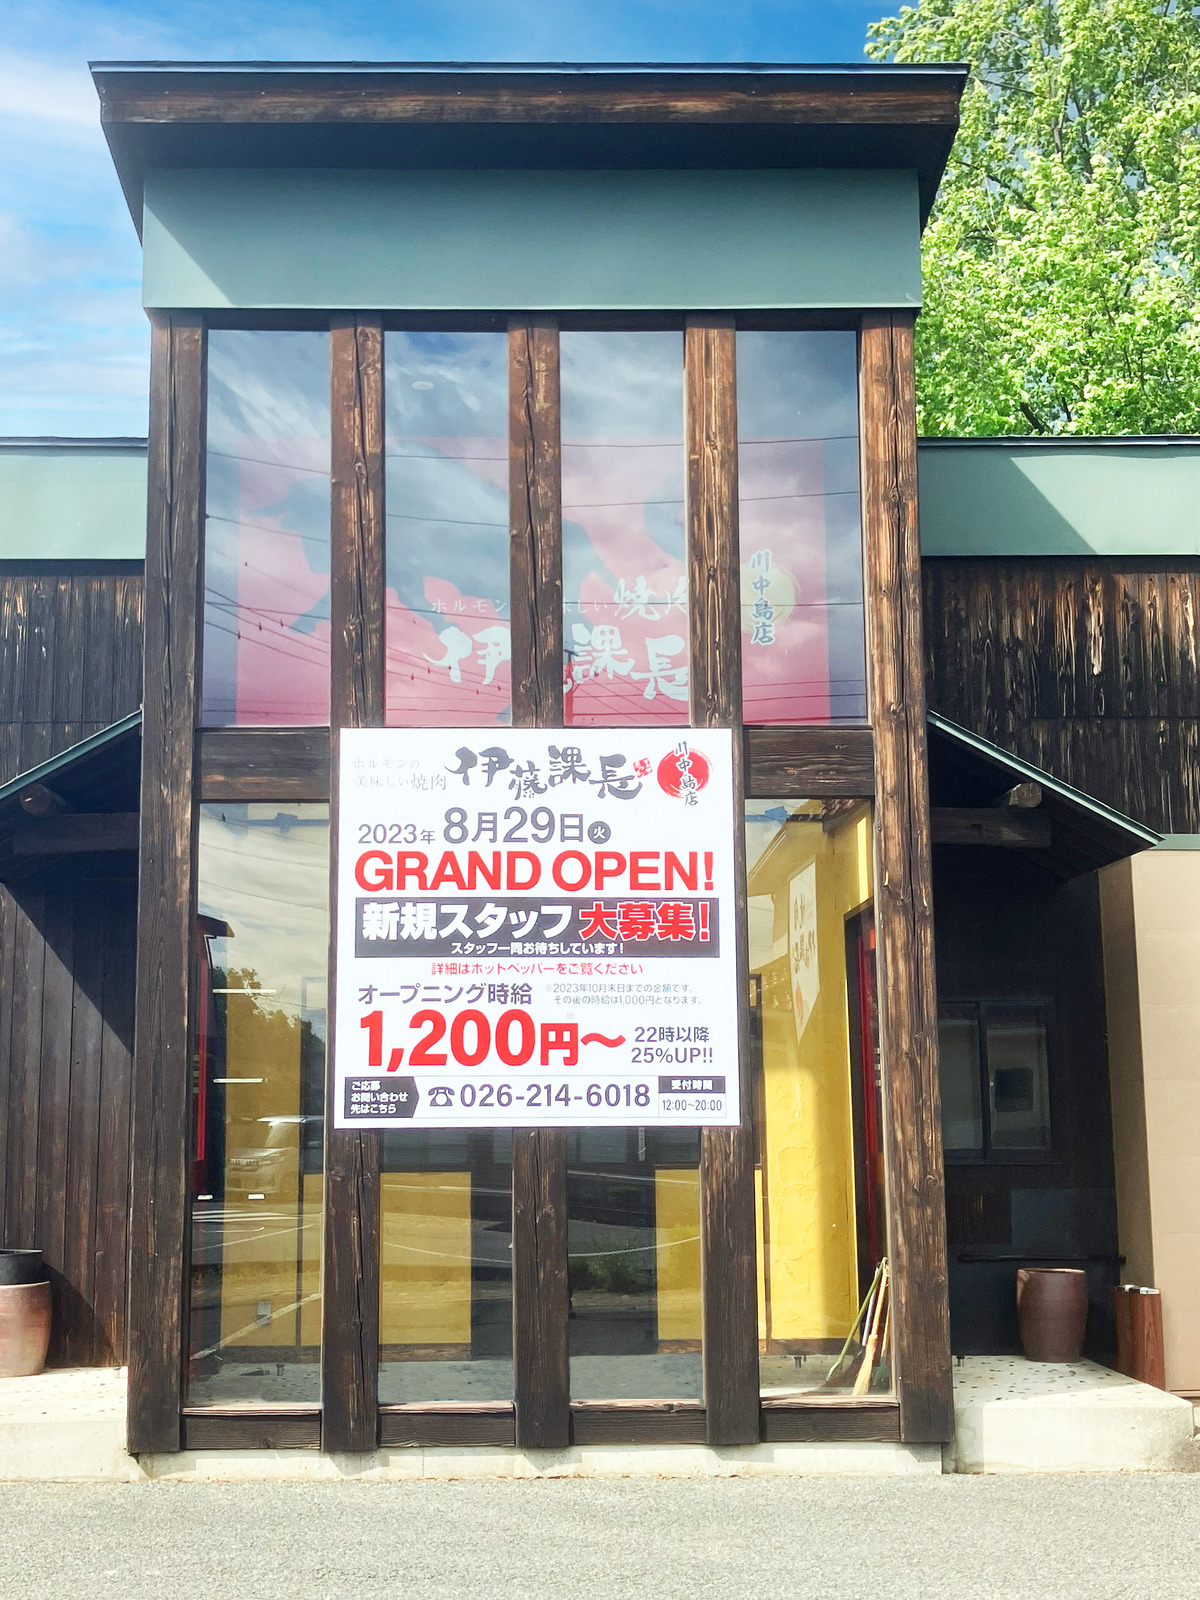 ホルモン
味しい焼肉
伊藤課長
川中島店
ホルモンの
美味しい焼肉
伊藤課長
川中島店
2023年8月29日火
GRAND OPEN!
新規スタッフ大募集!
スタッフ一同お待ちしています!
詳細はホットペッパーをご覧ください
オープニング時給
※2023年10月末日までの金額です。
その後の時給は1,000円となります。
※
1,200円〜
22時以降
25%UP!!
ご応募
お問い合わせ
先はこちら
☎026-214-6018
受付時間
12:00~20:00